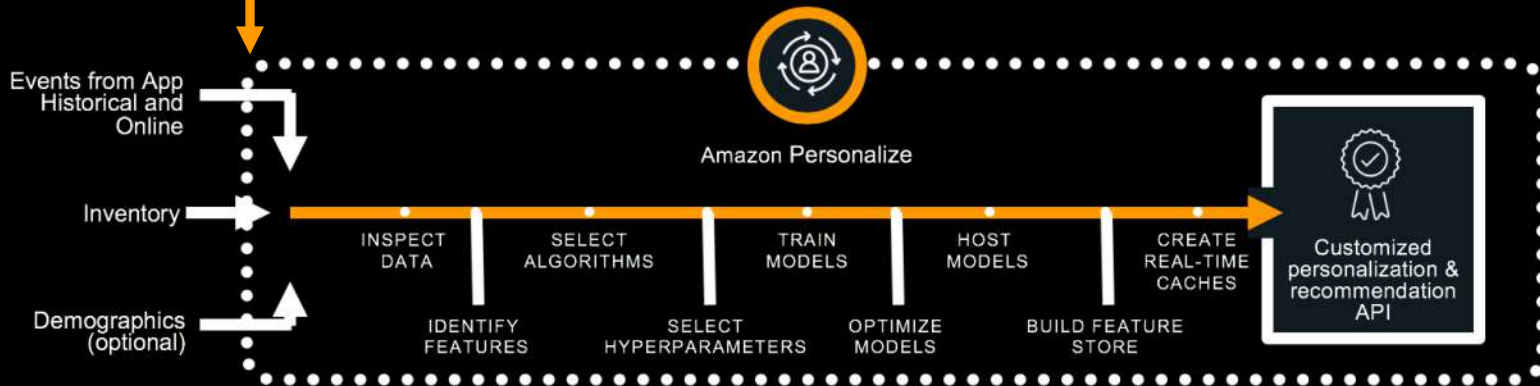 Events from App
Historical and
Online
Amazon Personalize
Inventory
INSPECT
DATA
SELECT
ALGORITHMS
TRAIN
MODELS
HOST
MODELS
CREATE
REAL-TIME
CACHES
Customized
personalization &
recommendation
API
Demographics
(optional)
IDENTIFY
FEATURES
SELECT
HYPERPARAMETERS
OPTIMIZE
MODELS
BUILD FEATURE
STORE